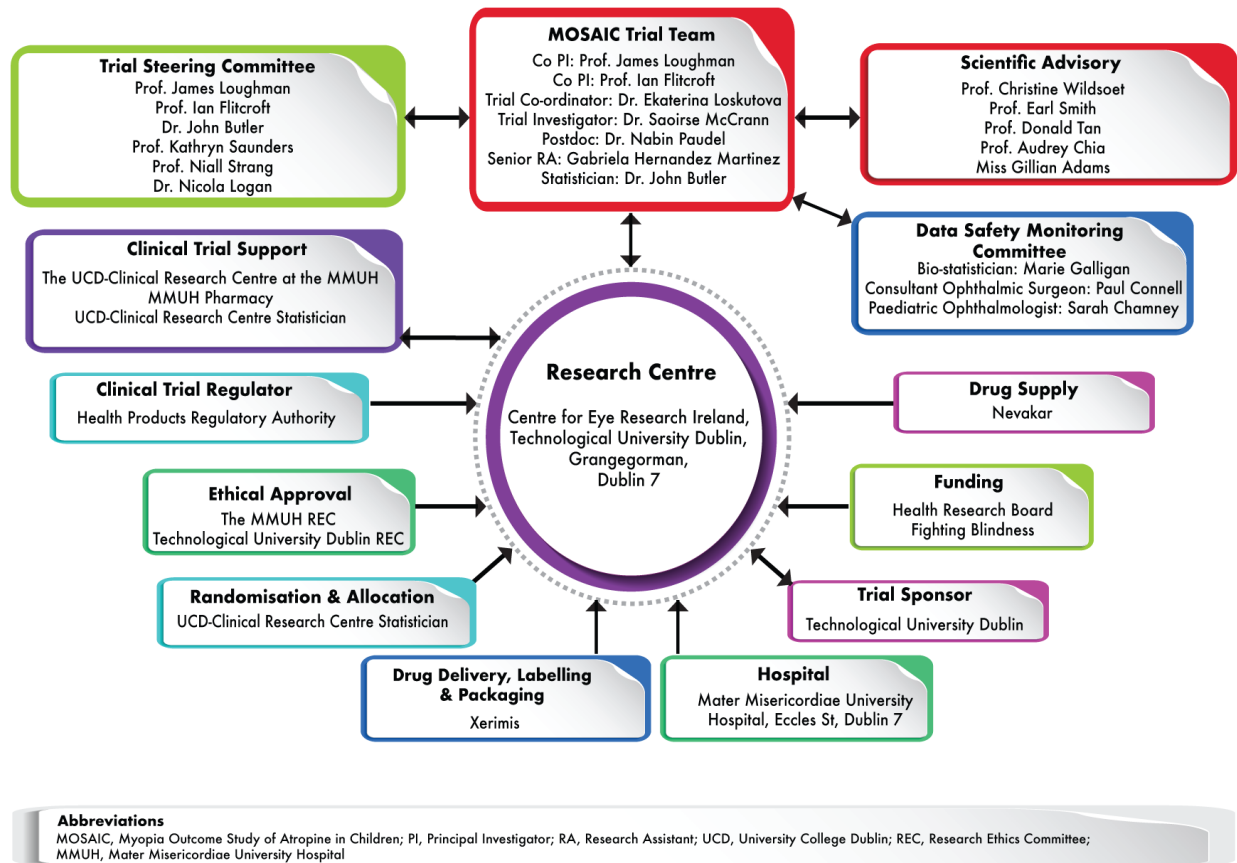 MOSAIC Trial Team
Co PI: Prof. James Loughman
Co PI: Prof. Ian Flitcroft
Trial Co-ordinator: Dr. Ekaterina Loskutova
Trial Investigator: Dr. Saoirse McCrann
Postdoc: Dr. Nabin Paudel
Senior RA: Gabriela Hernandez Martinez
Statistician: Dr. John Butler
Trial Steering Committee
Prof. James Loughman
Prof. Ian Flitcroft
Dr. John Butler
Prof. Kathryn Saunders
Prof. Niall Strang
Dr. Nicola Logan
Scientific Advisory
Prof. Christine Wildsoet
Prof. Earl Smith
Prof. Donald Tan
Prof. Audrey Chia
Miss Gillian Adams
Data Safety Monitoring
Committee
Bio-statistician: Marie Galligan
Consultant Ophthalmic Surgeon: Paul Connell
Paediatric Ophthalmologist: Sarah Chamney
Clinical Trial Support
The UCD-Clinical Research Centre at the MMUH
MMUH Pharmacy
UCD-Clinical Research Centre Statistician
Research Centre
Centre for Eye Research Ireland,
Technological University Dublin,
Grangegorman,
Dublin 7
Clinical Trial Regulator
Health Products Regulatory Authority
Drug Supply
Nevakar
Ethical Approval
The MMUH REC
Technological University Dublin REC
Funding
Health Research Board
Fighting Blindness
Randomisation & Allocation
UCD-Clinical Research Centre Statistician
Trial Sponsor
Technological University Dublin
Drug Delivery, Labelling
& Packaging
Xerimis
Hospital
Mater Misericordiae University
Hospital, Eccles St, Dublin 7
Abbreviations
MOSAIC, Myopia Outcome Study of Atropine in Children; PI, Principal Investigator; RA, Research Assistant; UCD, University College Dublin; REC, Research Ethics Committee;
MMUH, Mater Misericordiae University Hospital